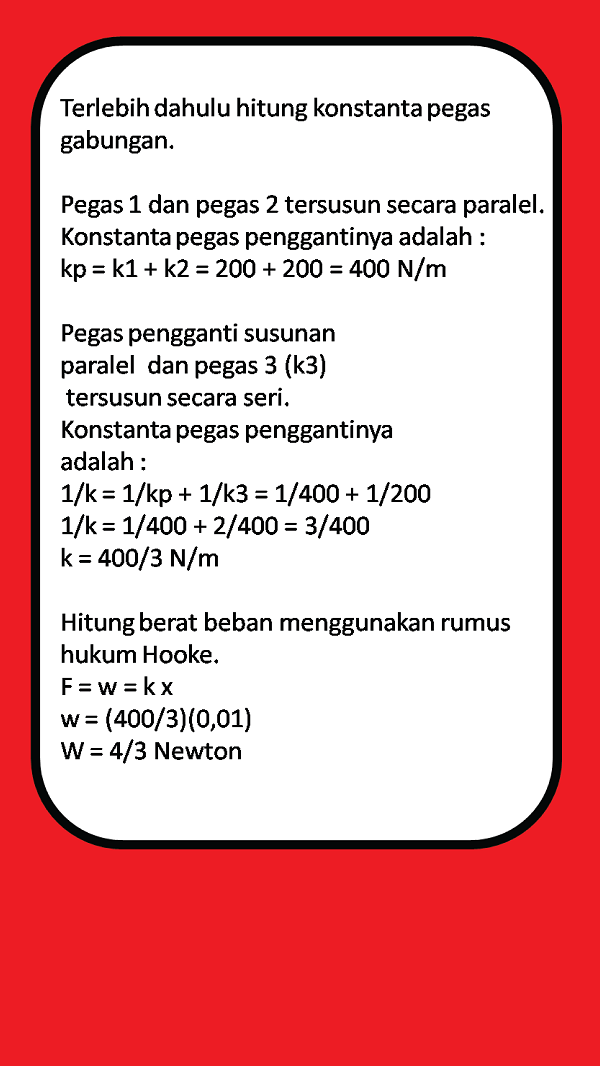 Terlebih dahulu hitung konstanta pegas
gabungan.
Pegas 1 dan pegas 2 tersusun secara paralel.
Konstanta pegas penggantinya adalah :
kp = k1 + k2 = 200 + 200 = 400 N/m
Pegas pengganti susunan
paralel  dan pegas 3 (k3)
tersusun secara seri.
Konstanta pegas penggantinya
adalah :
1/k = 1/kp + 1/k3 = 1/400 + 1/200
1/k = 1/400 + 2/400 = 3/400
k = 400/3 N/m
Hitung berat beban menggunakan rumus
hukum Hooke.
F = w = k x
w = (400/3)(0,01)
W = 4/3 Newton